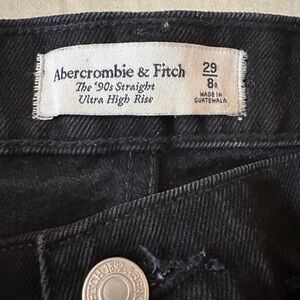 Abercrombie & Fitch
The '90s Straight
Ultra High Rise
29
8R
MADE IN
GUATEMALA